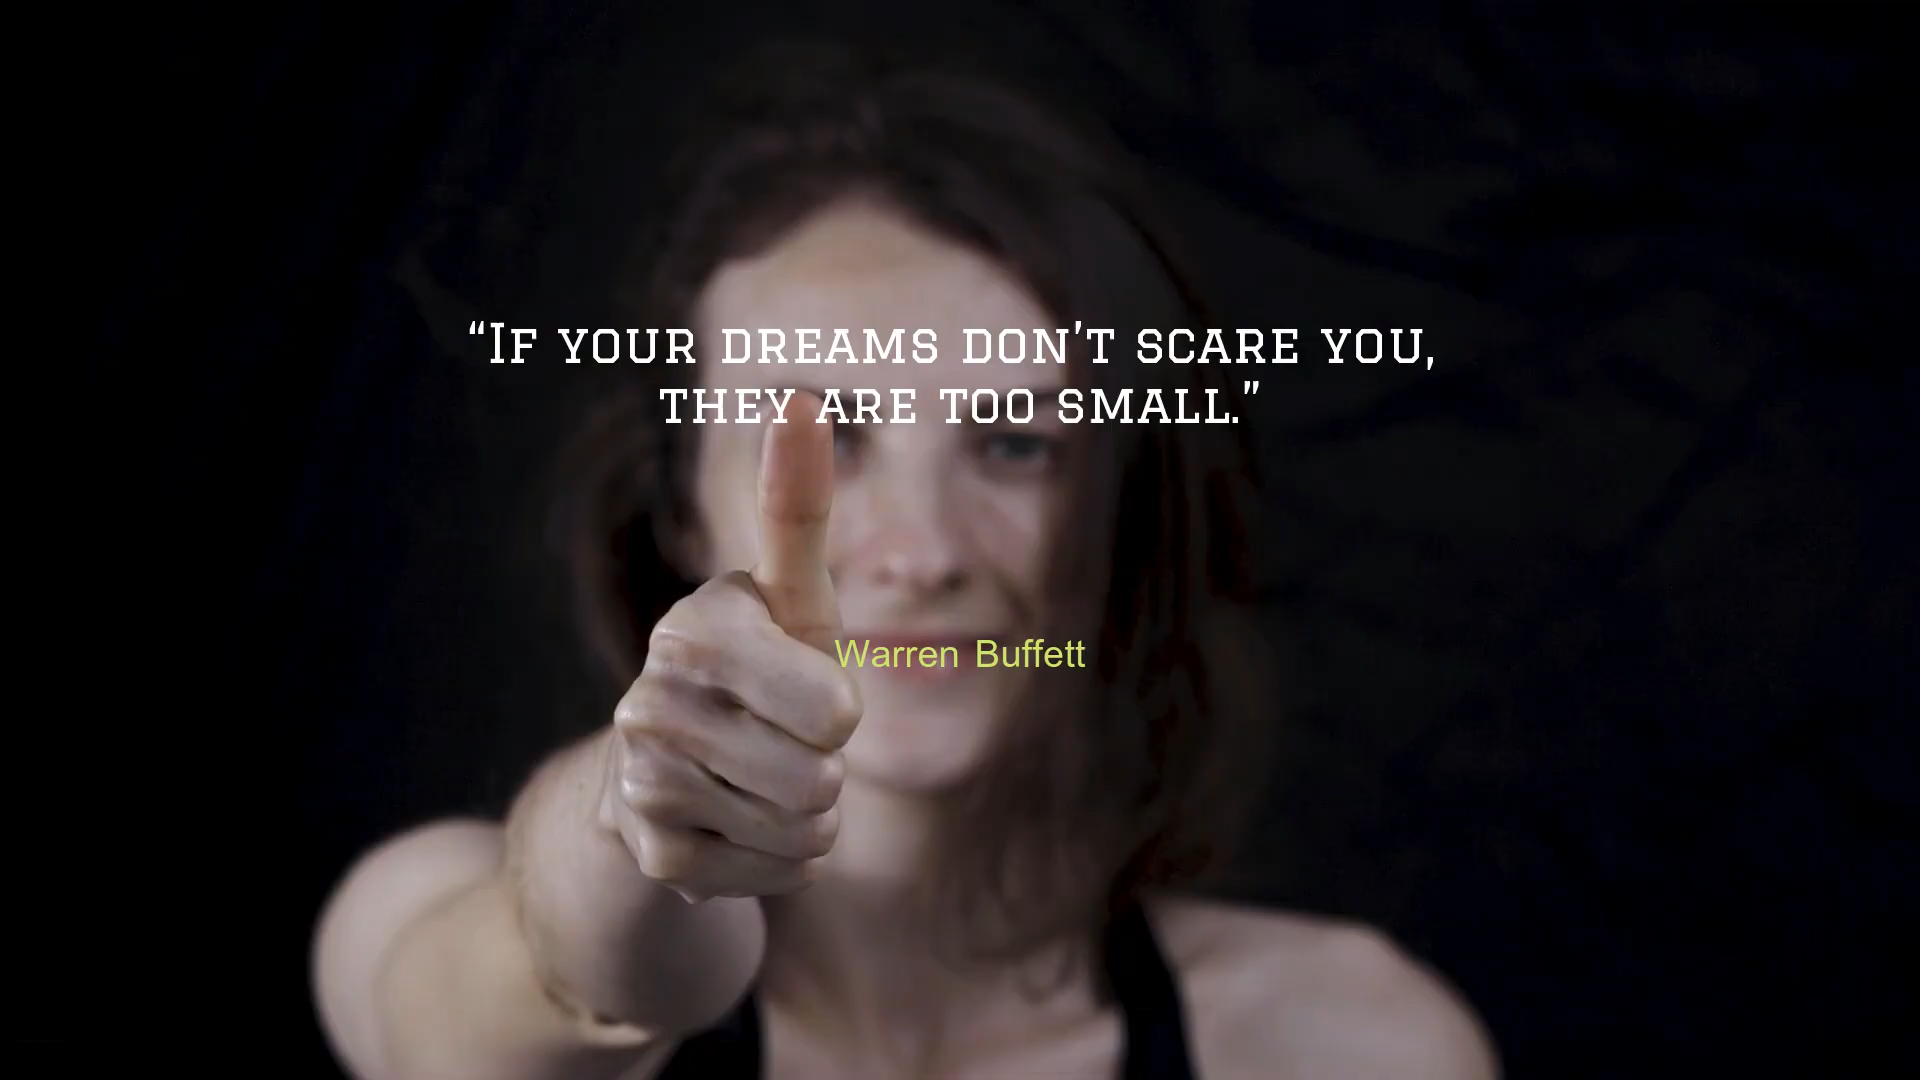 “If your dreams don’t scare you,
they are too small.”
Warren Buffett